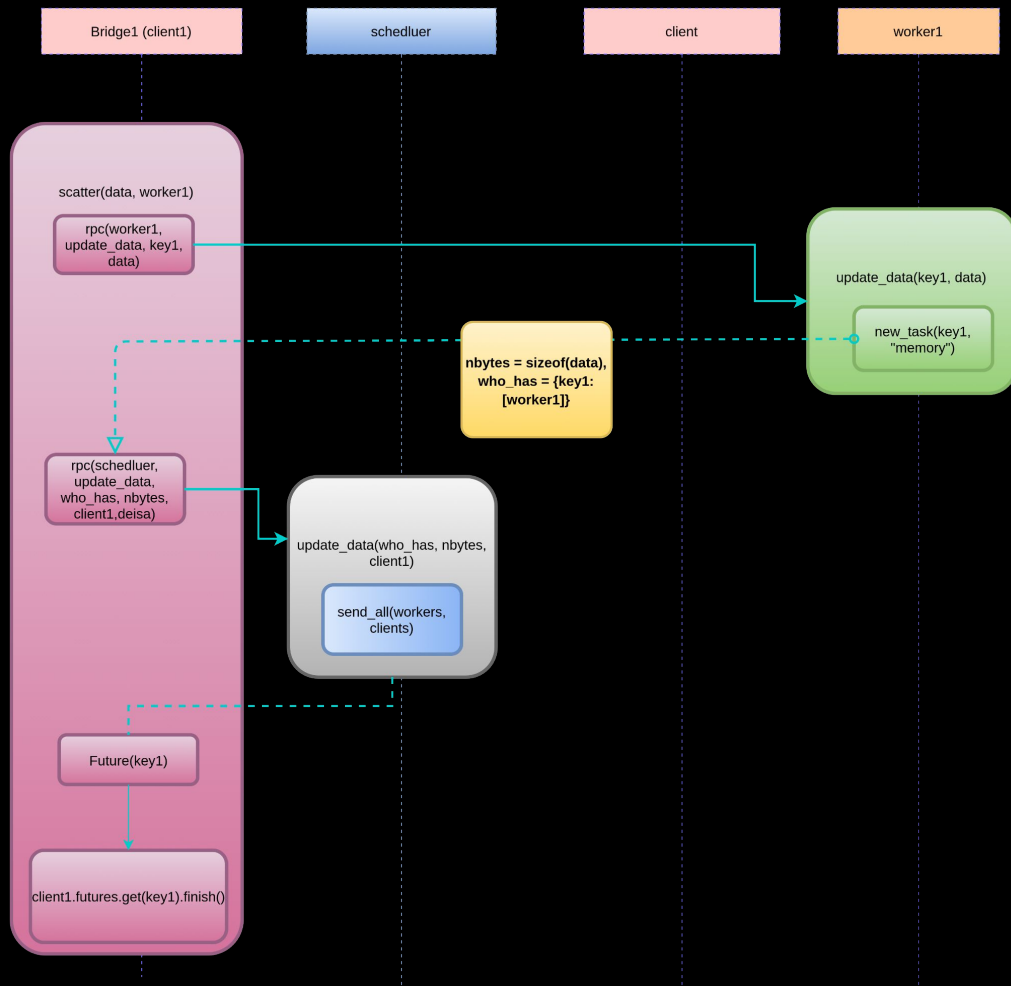 Bridge1 (client1)
schedluer
client
worker1
scatter(data, worker1)
rpc(worker1,
update_data, key1,
data)
update_data(key1, data)
new_task(key1,
"memory")
nbytes = sizeof(data),
who_has = {key1:
[worker1]}
rpc(schedluer,
update_data,
who_has, nbytes,
client1,deisa)
update_data(who_has, nbytes,
client1)
send_all(workers,
clients)
Future(key1)
client1.futures.get(key1).finish()